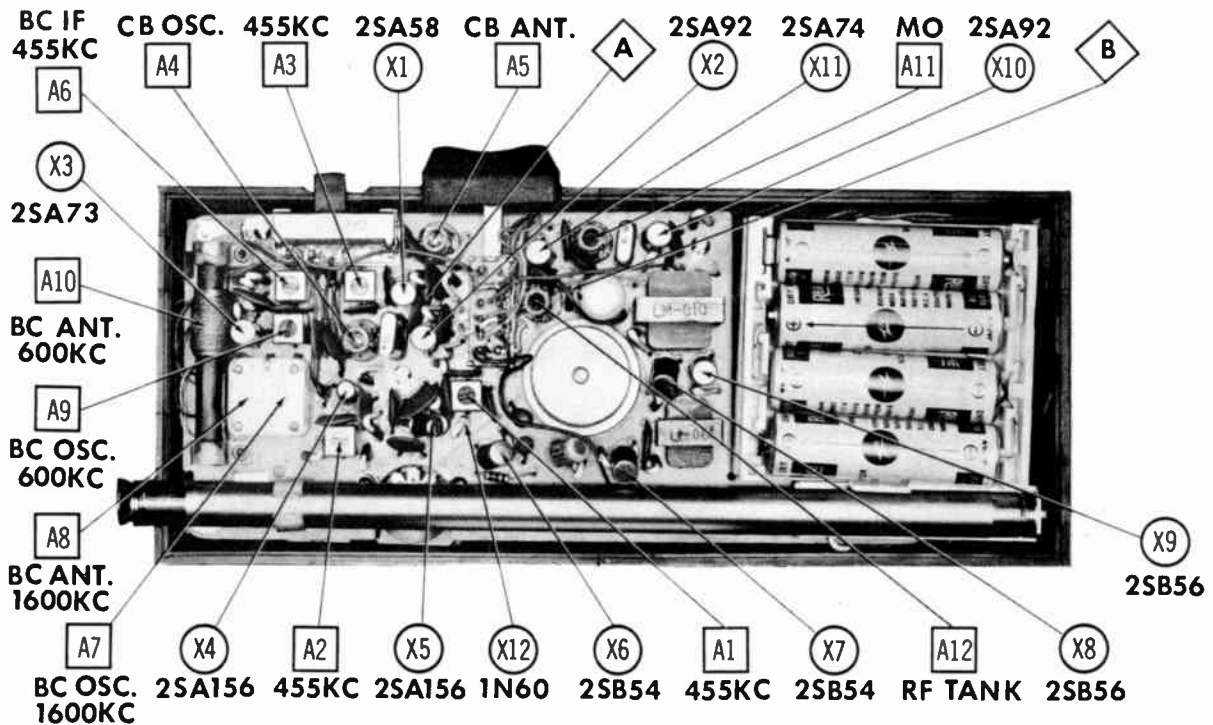 BC IF
455KC
CB OSC.
455KC
2SA58
CB ANT.
A
2SA92
2SA74
MO
2SA92
B
A6
A4
A3
X1
A5
X2
X11
A11
X10
X3
2SA73
A10
BC ANT.
600KC
A9
BC OSC.
600KC
A8
BC ANT.
1600KC
LM-010
X9
2SB56
A7
BC OSC.
1600KC
X4
2SA156
A2
455KC
X5
2SA156
X12
1N60
X6
2SB54
A1
455KC
X7
2SB54
A12
RF TANK
X8
2SB56